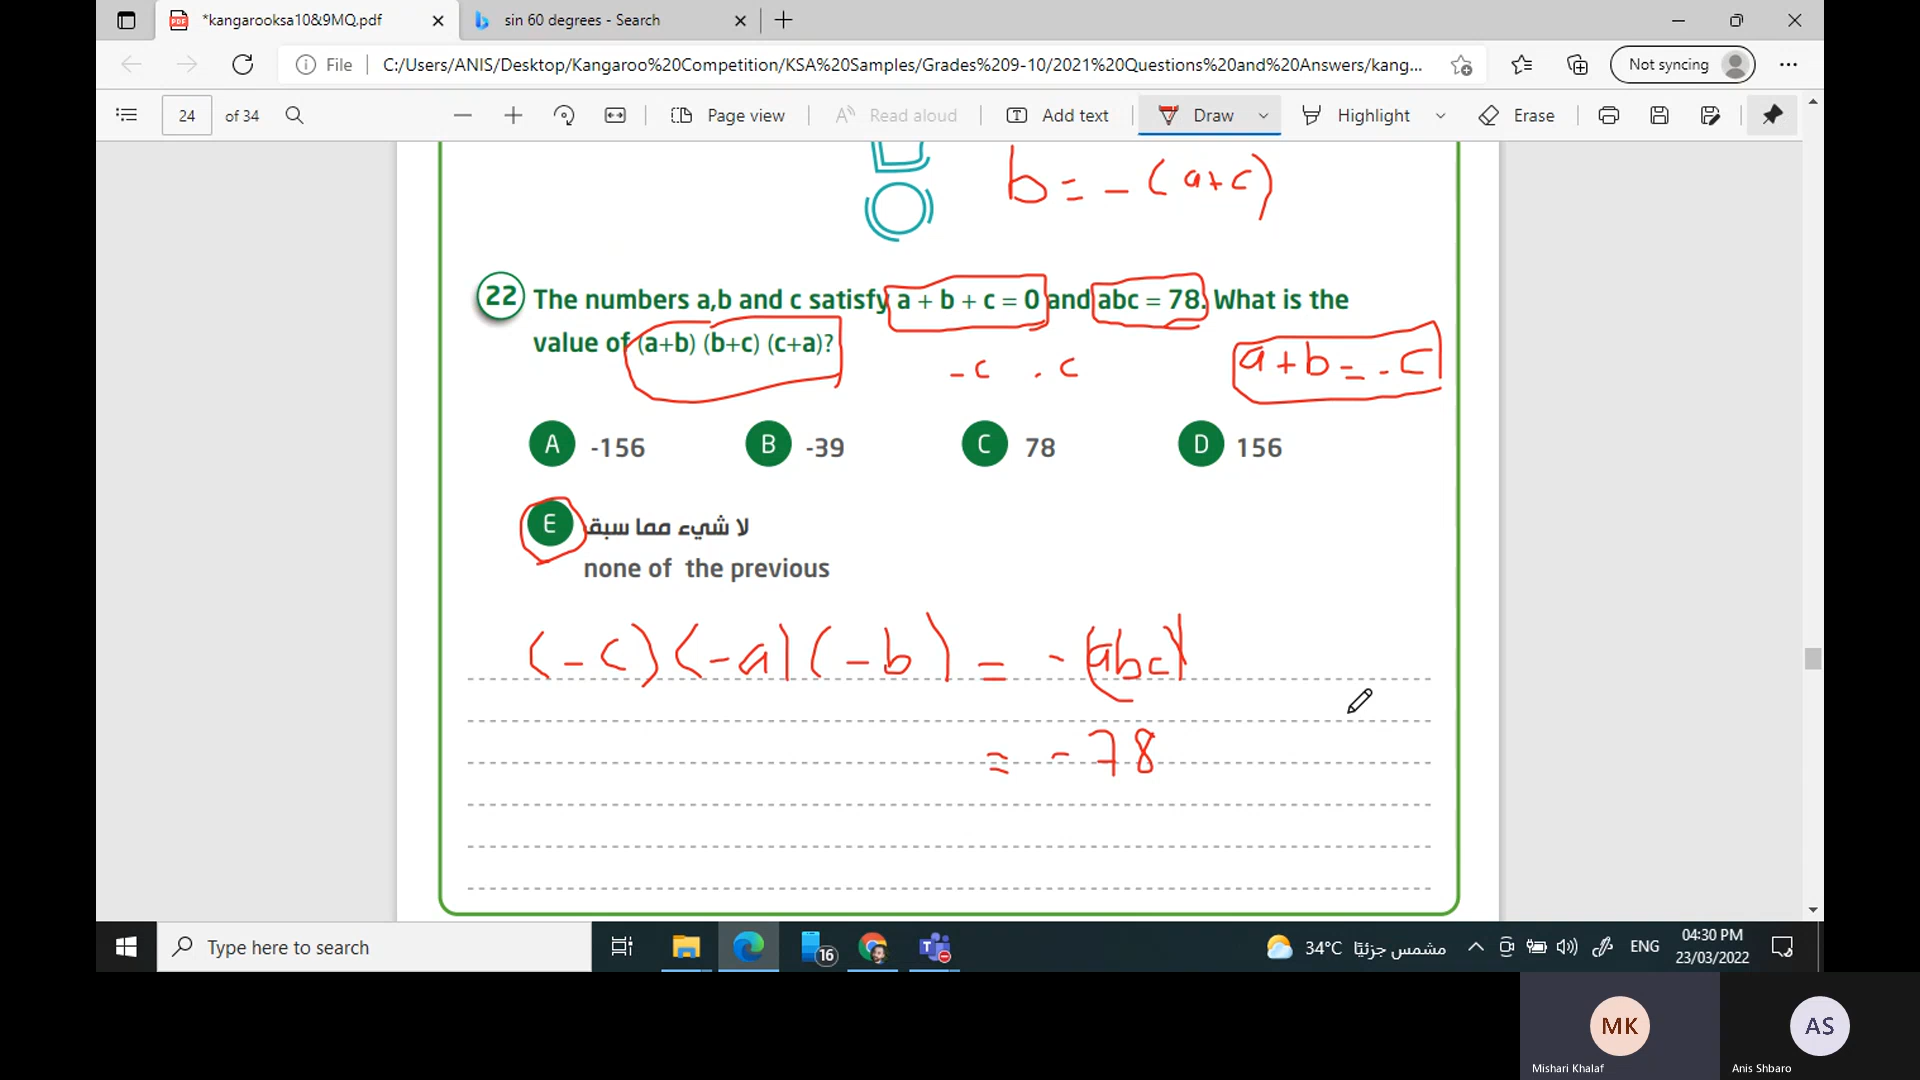 *kangarooksa10&9MQ.pdf
sin 60 degrees - Search
File
C:/Users/ANIS/Desktop/Kangaroo%20Competition/KSA%20Samples/Grades%209-10/2021%20Questions%20and%20Answers/kang...
Not syncing
24 of 34
Page view
Read aloud
Add text
Draw
Highlight
Erase
b = - (a+c)
22 The numbers a,b and c satisfy a + b + c = 0 and abc = 78. What is the
value of (a+b) (b+c) (c+a)?
-c . c
a+b = -c
A -156 B -39 C 78 D 156
E لا شيء مما سبق
none of the previous
(-c)(-a)(-b) = -(abc)
= -78
Type here to search
16
34°C مشمس جزئيًا
ENG
04:30 PM
23/03/2022
MK
AS
Mishari Khalaf
Anis Shbaro